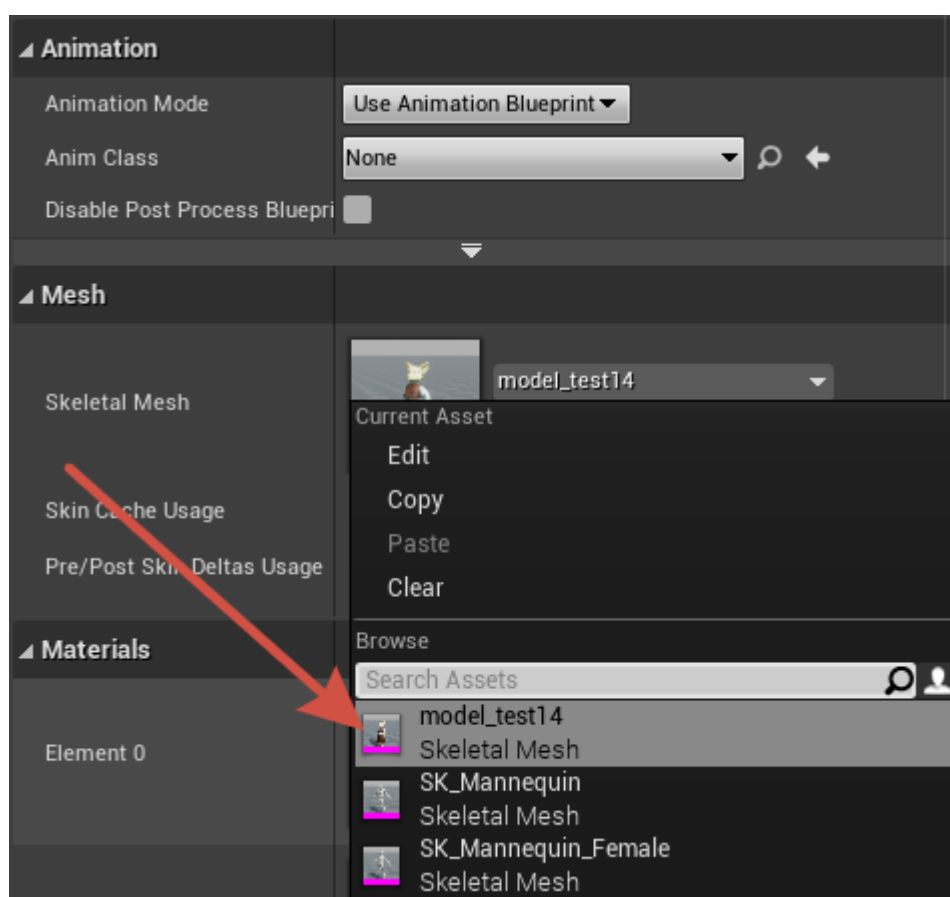 Animation
Animation Mode
Use Animation Blueprint
Anim Class
None
Disable Post Process Bluepri
Mesh
Skeletal Mesh
model_test14
Current Asset
Edit
Copy
Paste
Clear
Skin Cache Usage
Pre/Post Skin Deltas Usage
Materials
Browse
Search Assets
Element 0
model_test14
Skeletal Mesh
SK_Mannequin
Skeletal Mesh
SK_Mannequin_Female
Skeletal Mesh